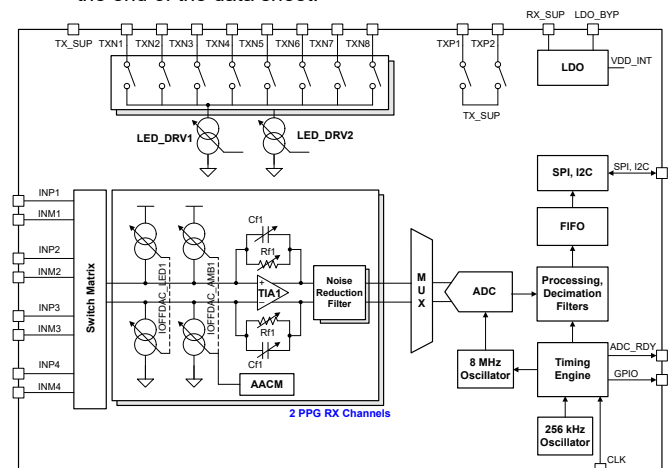 the end of the data sheet.
RX_SUP LDO_BYP
TX_SUP TXN1 TXN2 TXN3 TXN4 TXN5 TXN6 TXN7 TXN8 TXP1 TXP2
LDO
VDD_INT
TX_SUP
LED_DRV1
LED_DRV2
SPI, I2C
SPI, I2C
INP1
INM1
INP2
INM2
INP3
INM3
INP4
INM4
Switch Matrix
IOFFDAC_LED1
IOFFDAC_AMB1
Cf1
Rf1
+
TIA1
−
Rf1
Cf1
Noise
Reduction
Filter
AACM
2 PPG RX Channels
M
U
X
ADC
FIFO
Processing,
Decimation
Filters
8 MHz
Oscillator
Timing
Engine
ADC_RDY
GPIO
256 kHz
Oscillator
CLK